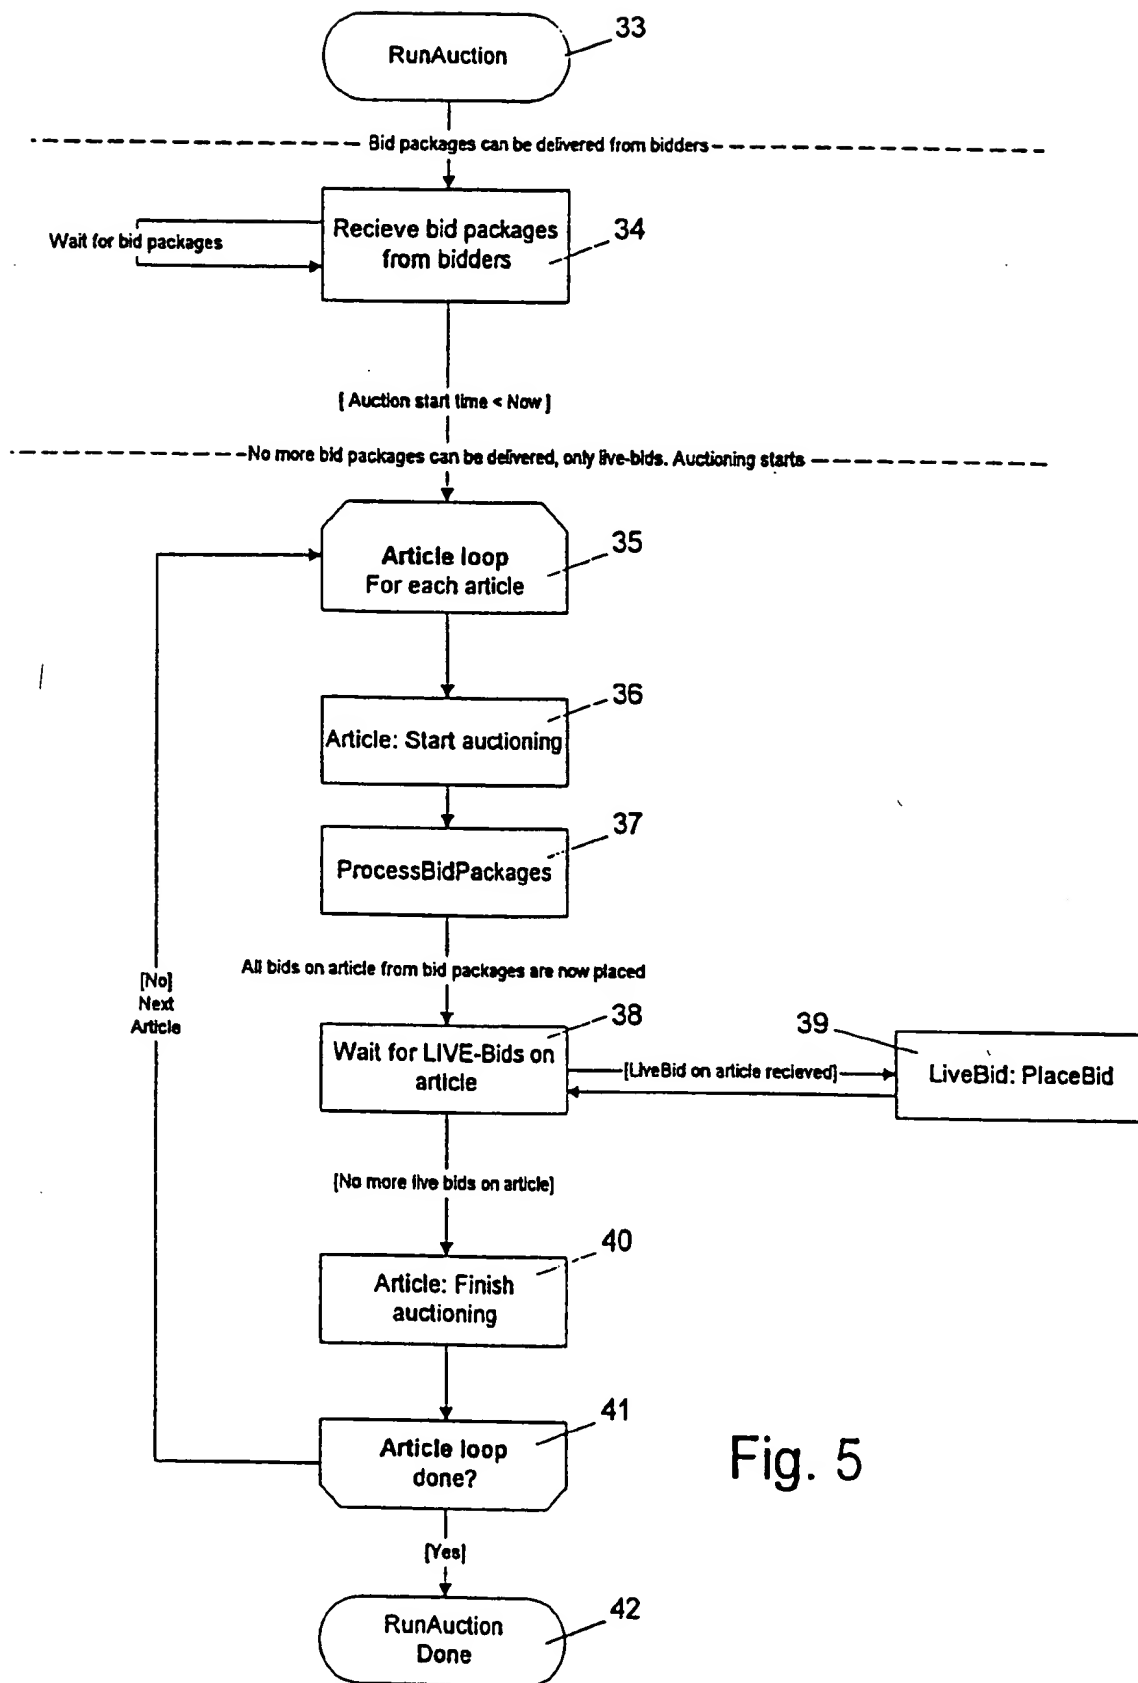 33
RunAuction
Bid packages can be delivered from bidders
Recieve bid packages
from bidders
34
Wait for bid packages
[ Auction start time < Now ]
No more bid packages can be delivered, only live-bids. Auctioning starts
35
Article loop
For each article
36
Article: Start auctioning
37
ProcessBidPackages
All bids on article from bid packages are now placed
[No]
Next
Article
38
Wait for LIVE-Bids on
article
[LiveBid on article recieved]
39
LiveBid: PlaceBid
[No more live bids on article]
40
Article: Finish
auctioning
41
Article loop
done?
Fig. 5
[Yes]
42
RunAuction
Done